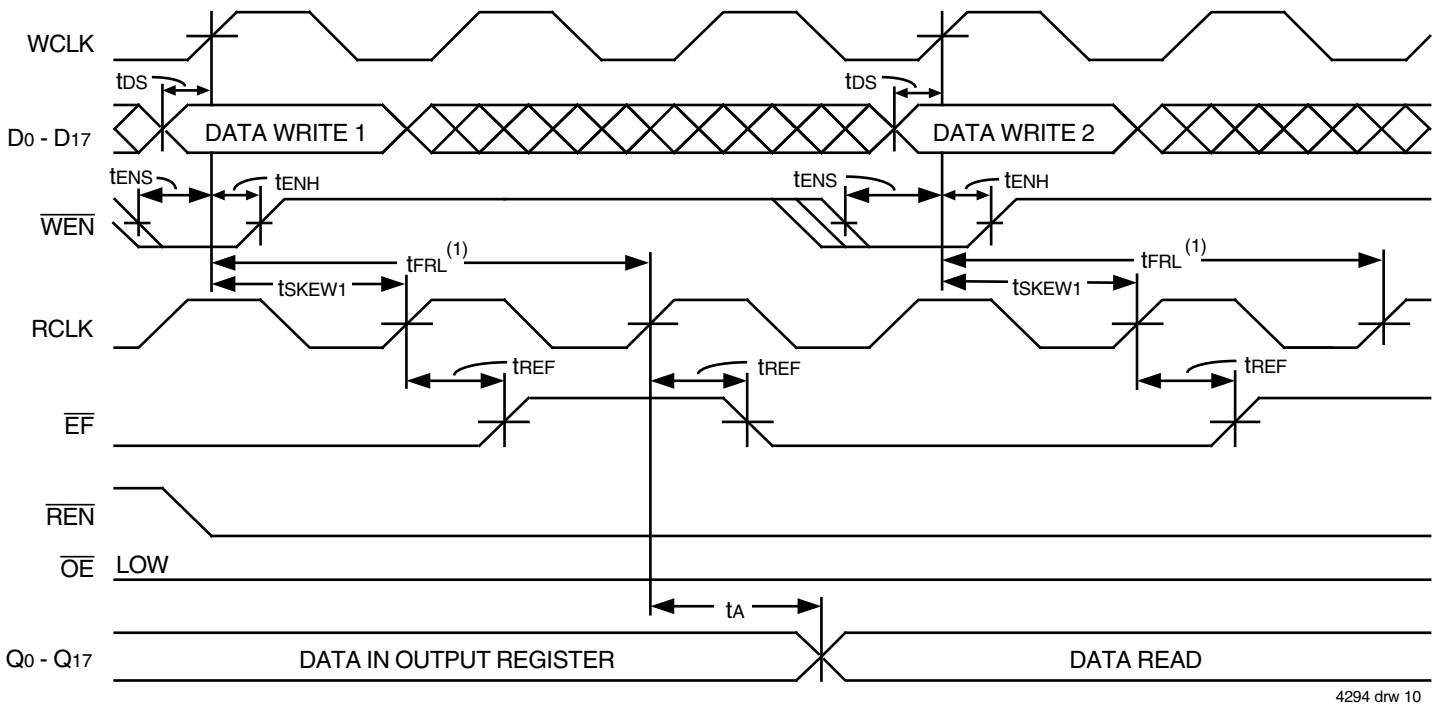 WCLK
tDS
tDS
D0 - D17
DATA WRITE 1
DATA WRITE 2
tENS
tENH
tENS
tENH
WEN
tFRL(1)
tFRL(1)
tSKEW1
tSKEW1
RCLK
tREF
tREF
tREF
EF
REN
OE
LOW
tA
Q0 - Q17
DATA IN OUTPUT REGISTER
DATA READ
4294 drw 10